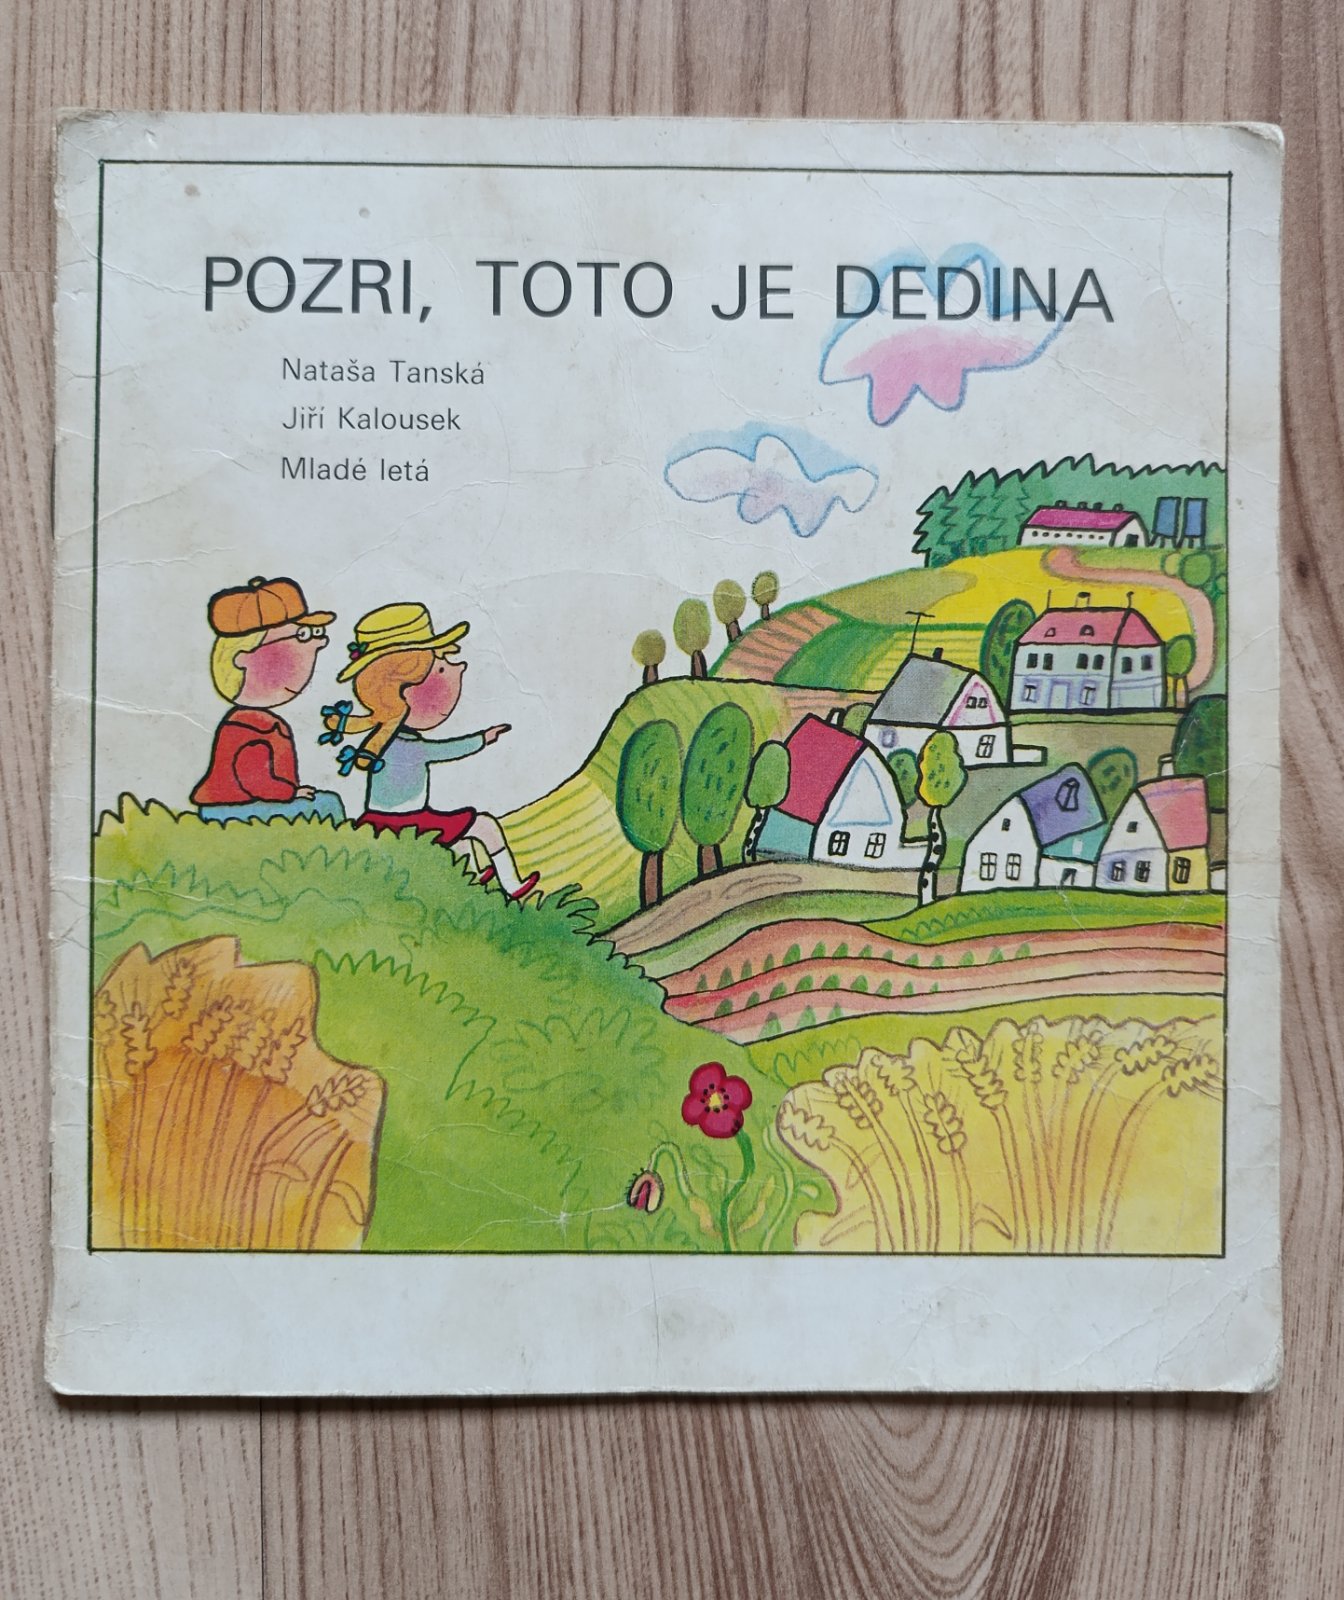 POZRI, TOTO JE DEDINA
Nataša Tanská
Jiří Kalousek
Mladé letá